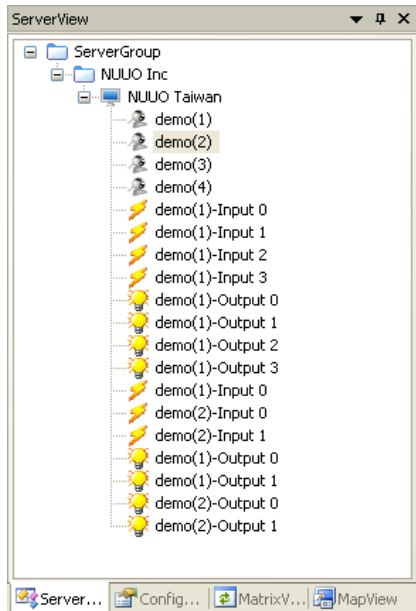 ServerView
ServerGroup
NUUO Inc
NUUO Taiwan
demo(1)
demo(2)
demo(3)
demo(4)
demo(1)-Input 0
demo(1)-Input 1
demo(1)-Input 2
demo(1)-Input 3
demo(1)-Output 0
demo(1)-Output 1
demo(1)-Output 2
demo(1)-Output 3
demo(1)-Input 0
demo(2)-Input 0
demo(2)-Input 1
demo(1)-Output 0
demo(1)-Output 1
demo(2)-Output 0
demo(2)-Output 1
Server... Config... MatrixV... MapView